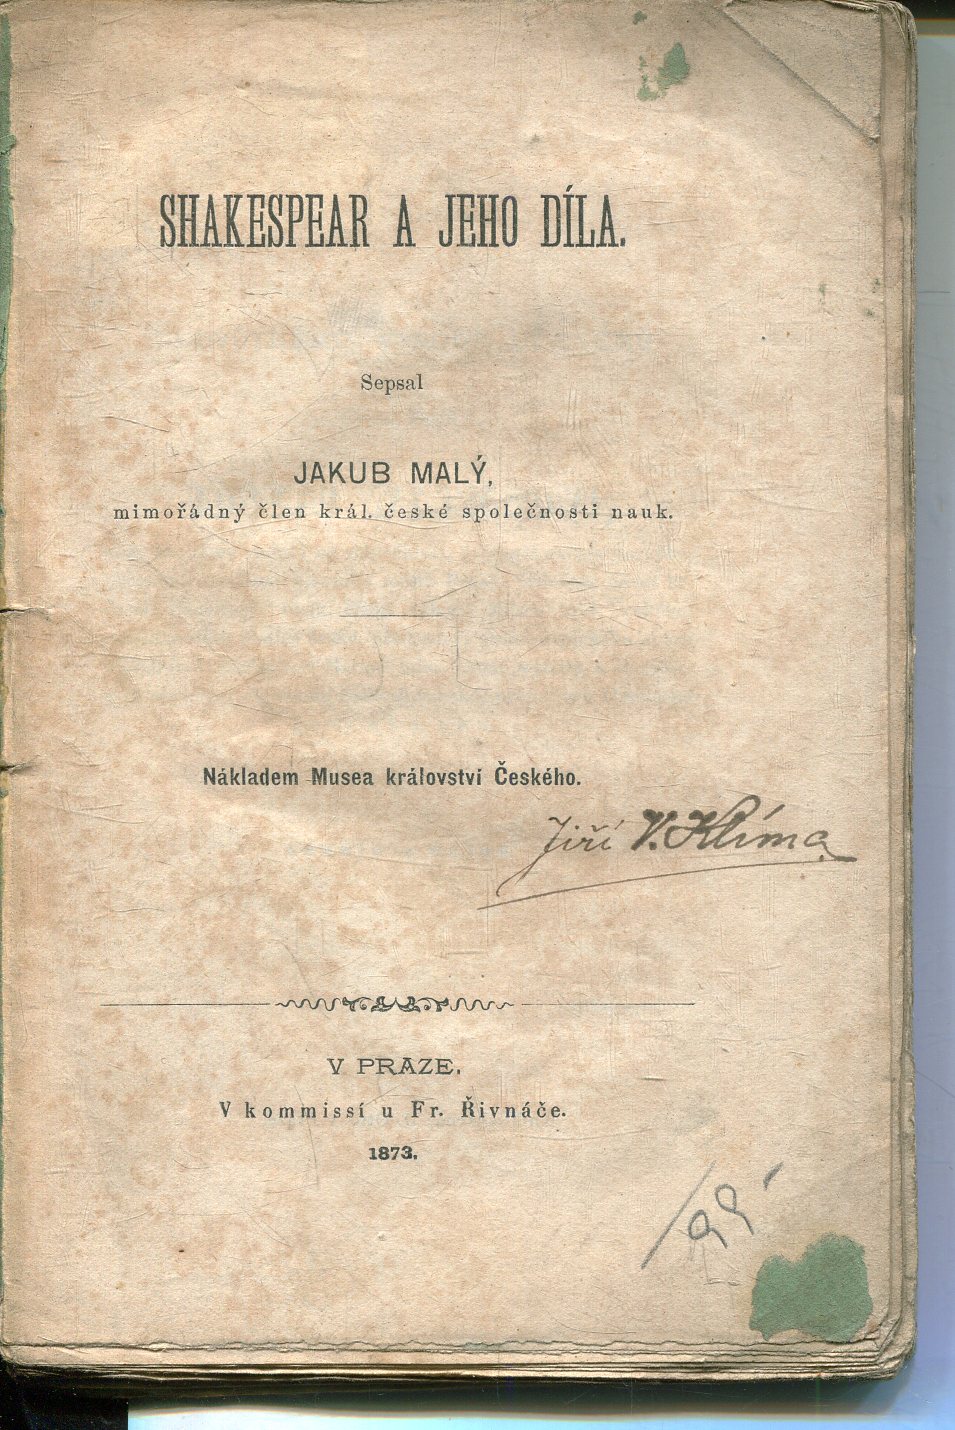 SHAKESPEAR A JEHO DÍLA.
Sepsal
JAKUB MALÝ,
mimořádný člen král. české společnosti nauk.
Nákladem Musea království Českého.
Jiří V. Klíma
V PRAZE.
V kommissí u Fr. Řivnáče.
1873.